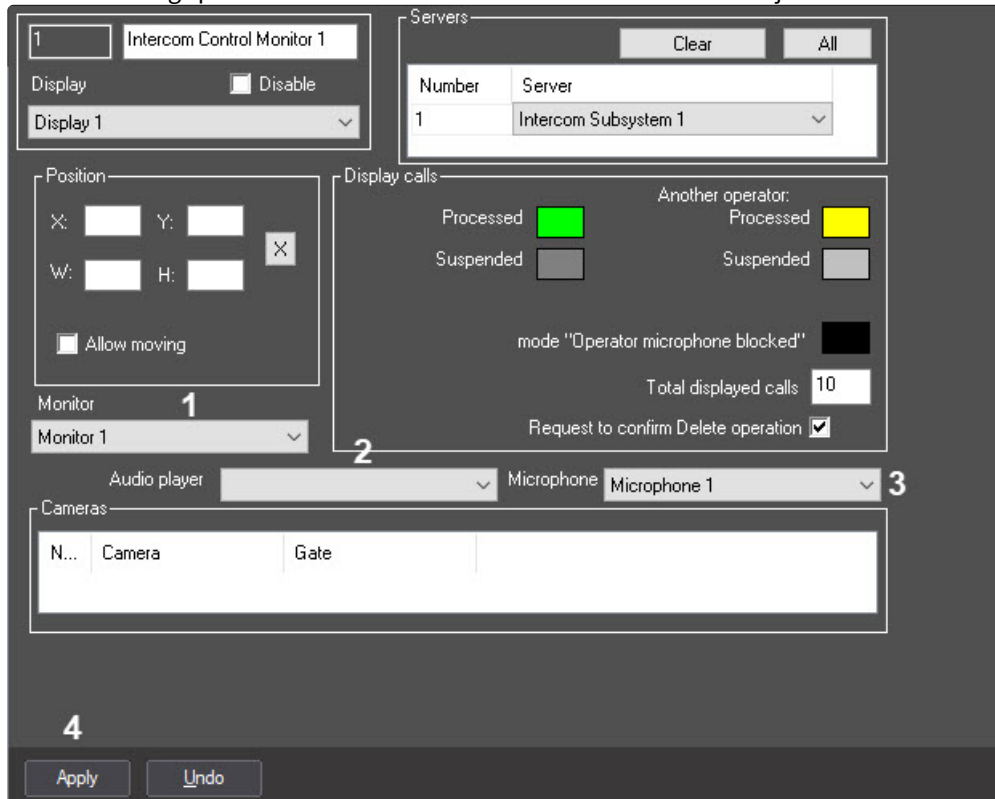 Servers
1
Intercom Control Monitor 1
Clear
All
Display
Disable
Number
Server
Display 1
1
Intercom Subsystem 1
Position
Display calls
X:
Y:
X
W:
H:
Another operator:
Processed
Processed
Suspended
Suspended
Allow moving
mode "Operator microphone blocked"
Total displayed calls
10
Request to confirm Delete operation
Monitor
1
Monitor 1
2
Audio player
Microphone
Microphone 1
3
Cameras
N...
Camera
Gate
4
Apply
Undo